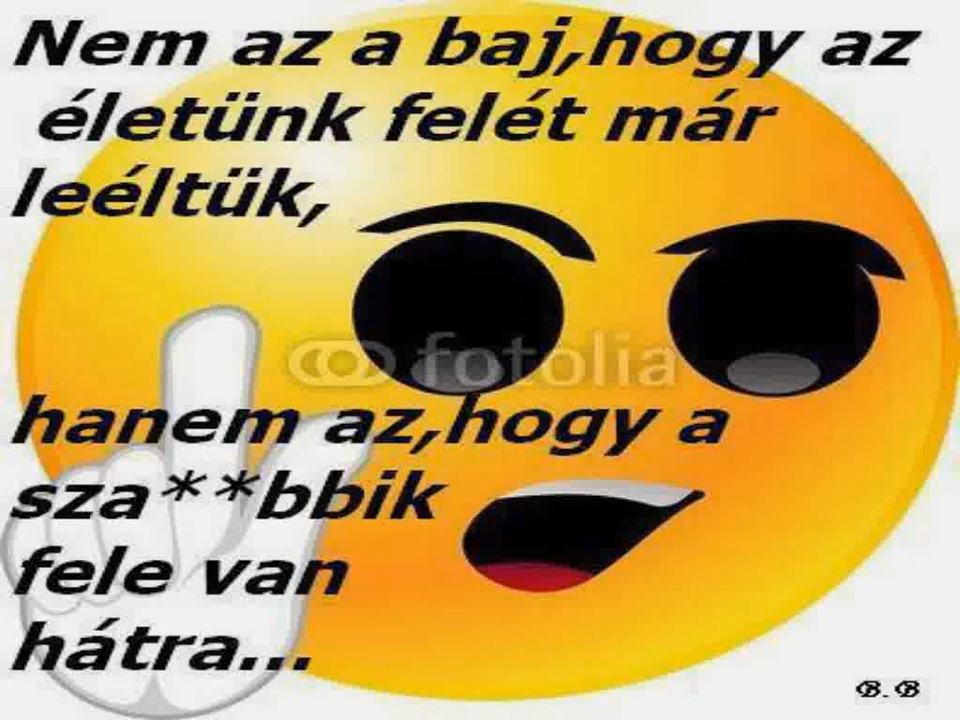 Nem az a baj,hogy az
életünk felét már
leéltük,
fotolia
hanem az,hogy a
sza**bbik
fele van
hátra...
B.B